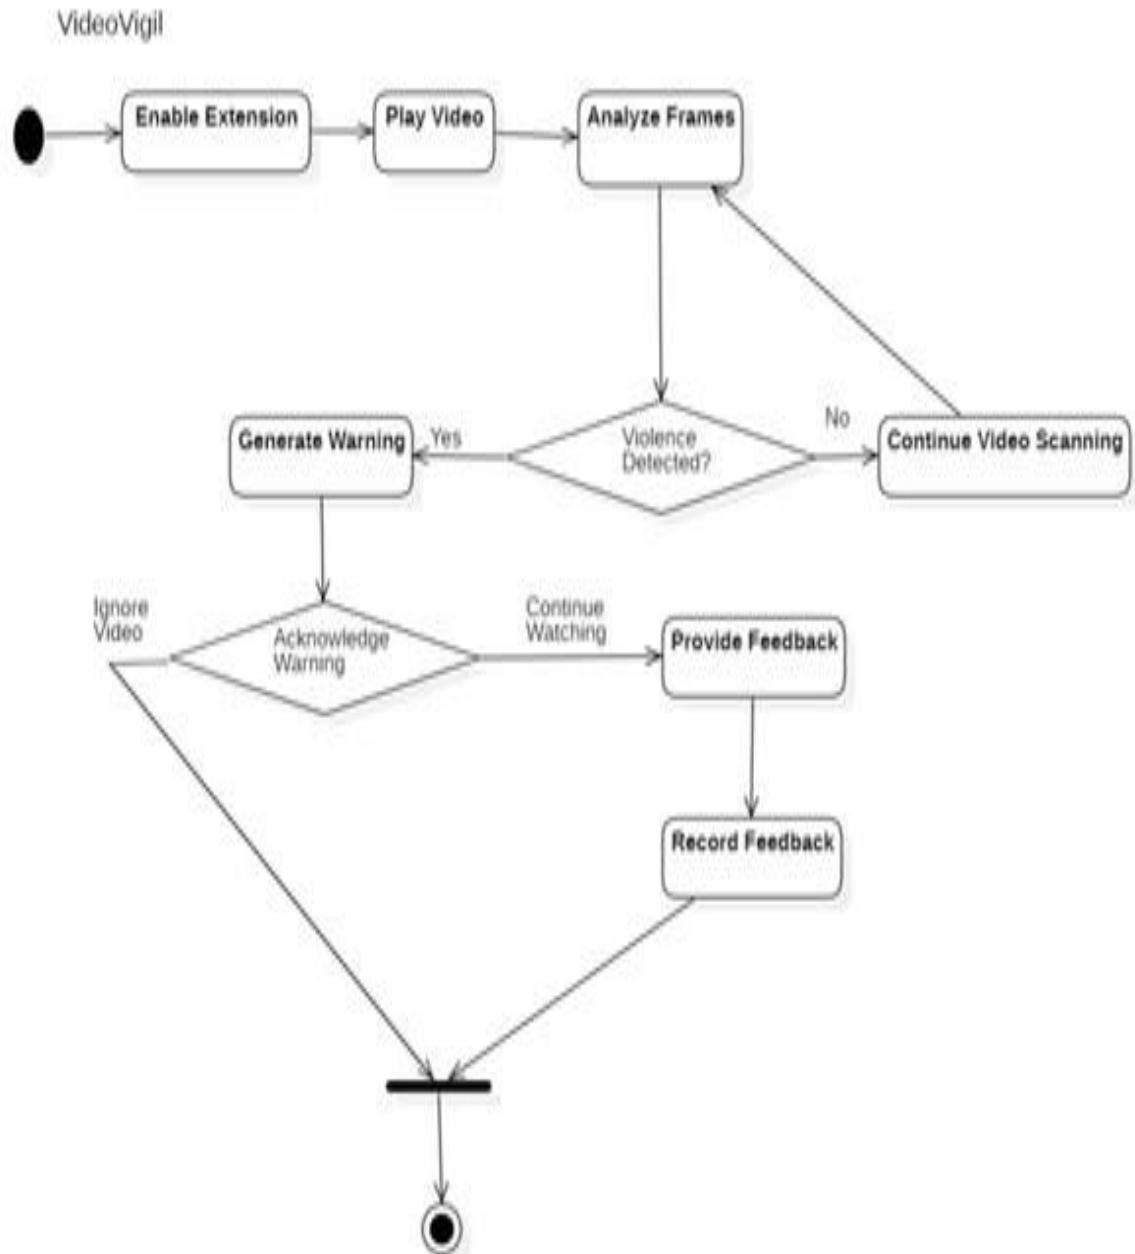 VideoVigil
Enable Extension
Play Video
Analyze Frames
Generate Warning
Yes
Violence
Detected?
No
Continue Video Scanning
Ignore
Video
Acknowledge
Warning
Continue
Watching
Provide Feedback
Record Feedback